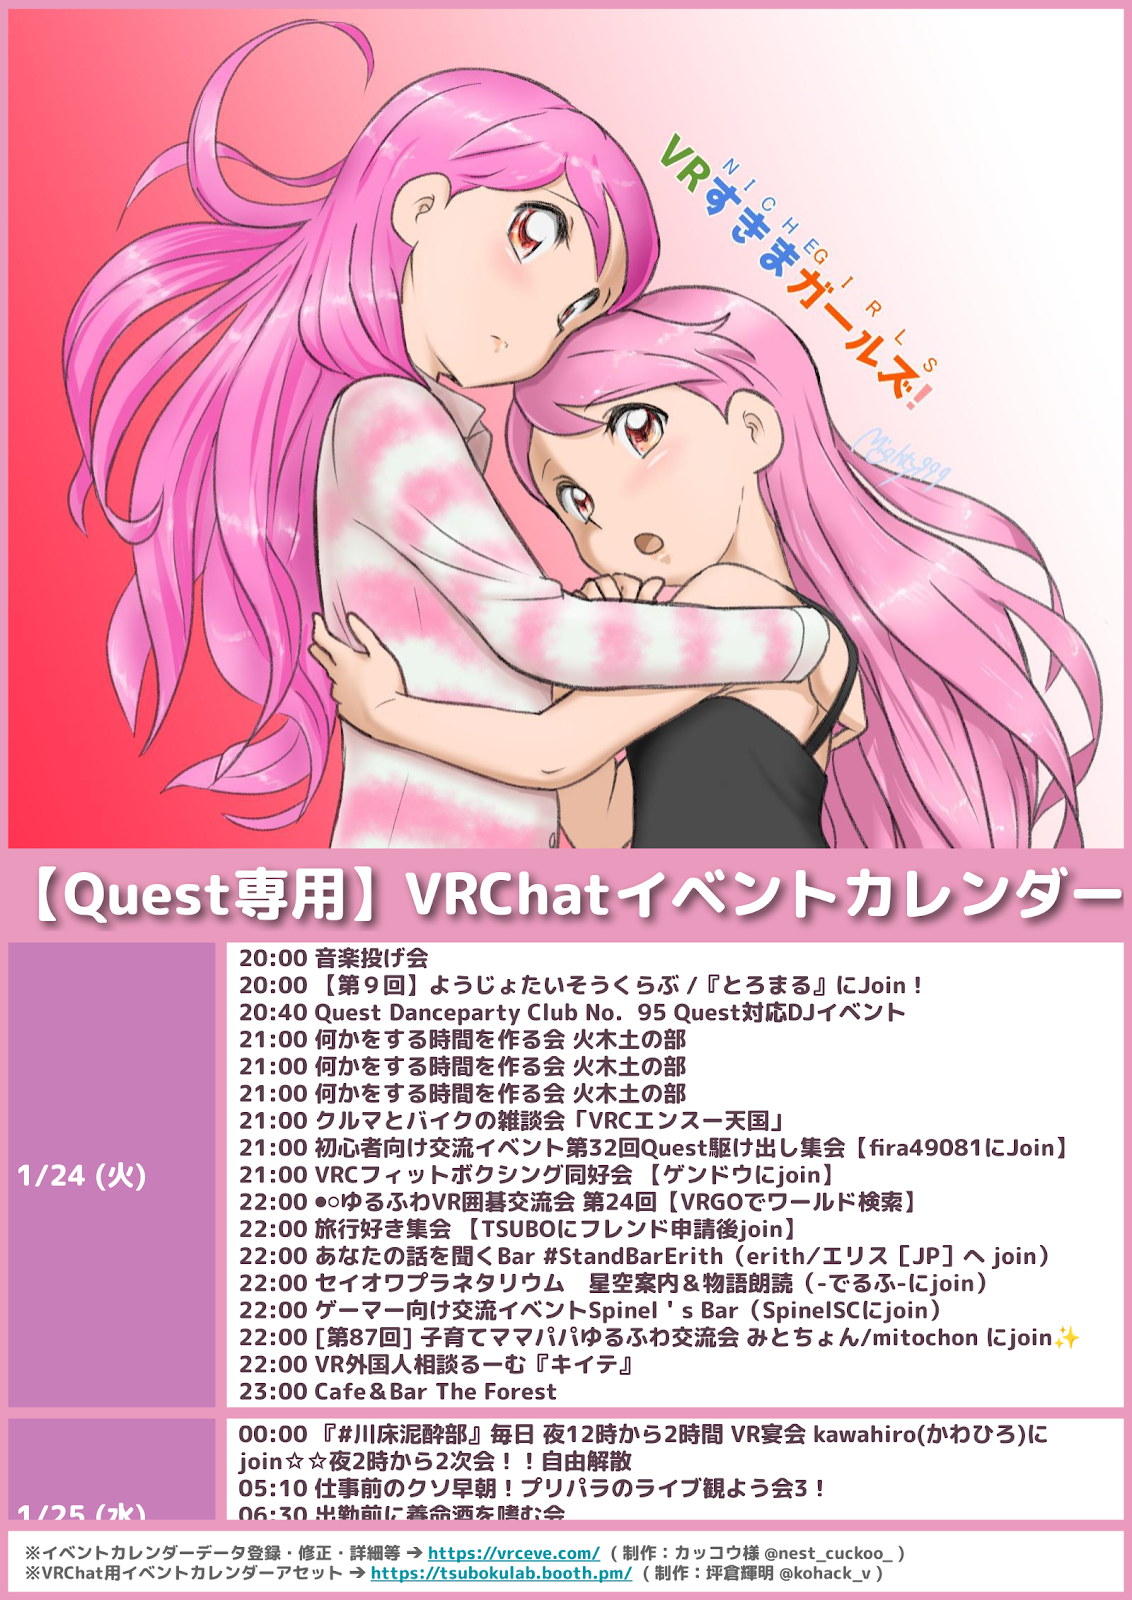 VRすきまガールズ!
NICHE GIRLS
Mighty999
【Quest専用】VRChatイベントカレンダー
1/24 (火)
20:00 音楽投げ会
20:00 【第９回】ようじょたいそうくらぶ /『とろまる』にJoin！
20:40 Quest Danceparty Club No．95 Quest対応DJイベント
21:00 何かをする時間を作る会 火木土の部
21:00 何かをする時間を作る会 火木土の部
21:00 何かをする時間を作る会 火木土の部
21:00 クルマとバイクの雑談会「VRCエンスー天国」
21:00 初心者向け交流イベント第32回Quest駆け出し集会【fira49081にJoin】
21:00 VRCフィットボクシング同好会 【ゲンドウにjoin】
22:00 ●○ゆるふわVR囲碁交流会 第24回【VRGOでワールド検索】
22:00 旅行好き集会 【TSUBOにフレンド申請後join】
22:00 あなたの話を聞くBar #StandBarErith（erith/エリス［JP］へ join）
22:00 セイオワプラネタリウム　星空案内＆物語朗読（-でるふ-にjoin）
22:00 ゲーマー向け交流イベントSpinel＇s Bar（SpinelSCにjoin）
22:00 [第87回] 子育てママパパゆるふわ交流会 みとちょん/mitochon にjoin✨
22:00 VR外国人相談るーむ『キイテ』
23:00 Cafe＆Bar The Forest
1/25 (水)
00:00 『#川床泥酔部』毎日 夜12時から2時間 VR宴会 kawahiro(かわひろ)に
join☆☆夜2時から2次会！！自由解散
05:10 仕事前のクソ早朝！プリパラのライブ観よう会3！
06:30 出勤前に養命酒を嗜む会
※イベントカレンダーデータ登録・修正・詳細等 ➔ https://vrceve.com/ ( 制作：カッコウ様 @nest_cuckoo_ )
※VRChat用イベントカレンダーアセット ➔ https://tsubokulab.booth.pm/ ( 制作：坪倉輝明 @kohack_v )